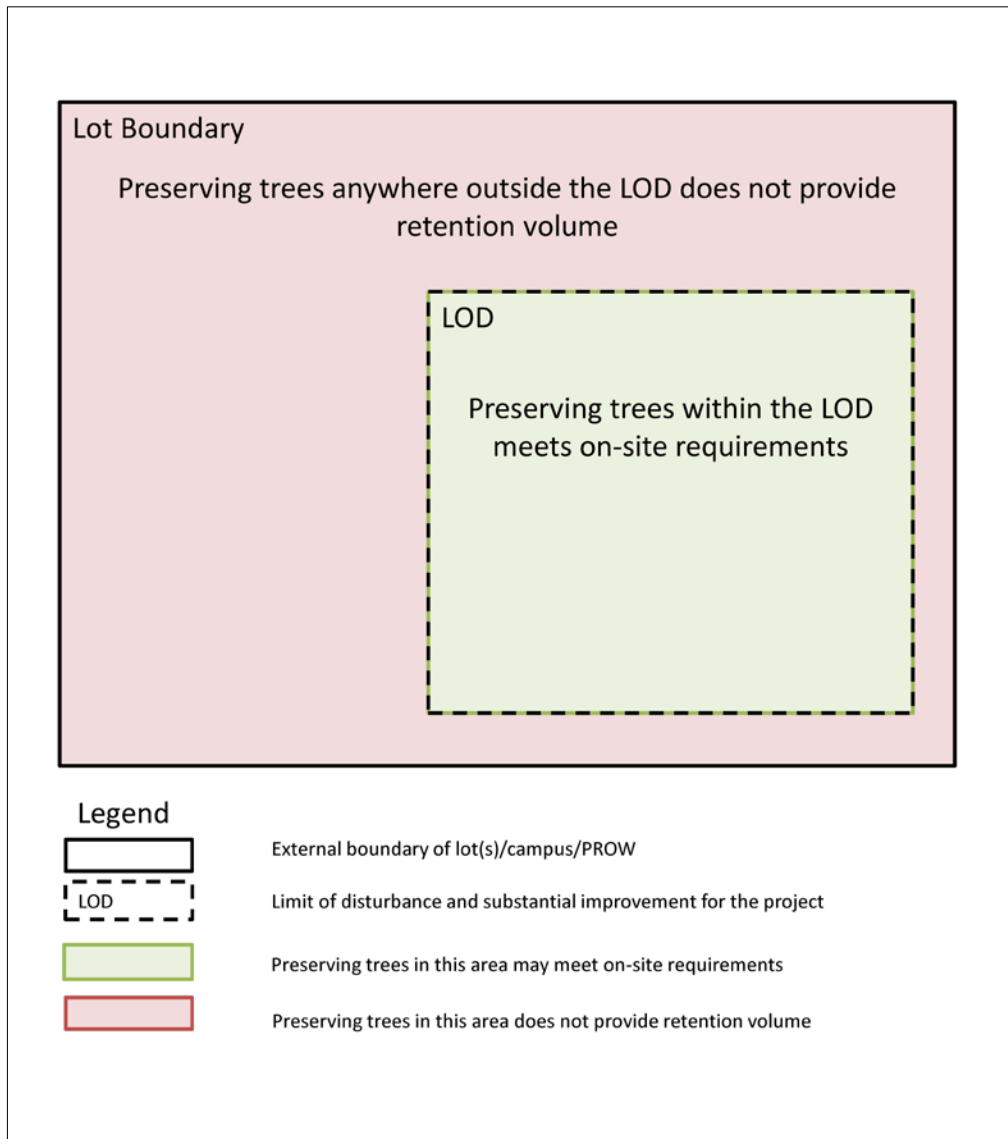 Lot Boundary
Preserving trees anywhere outside the LOD does not provide
retention volume
LOD
Preserving trees within the LOD
meets on-site requirements
Legend
External boundary of lot(s)/campus/PROW
LOD
Limit of disturbance and substantial improvement for the project
Preserving trees in this area may meet on-site requirements
Preserving trees in this area does not provide retention volume